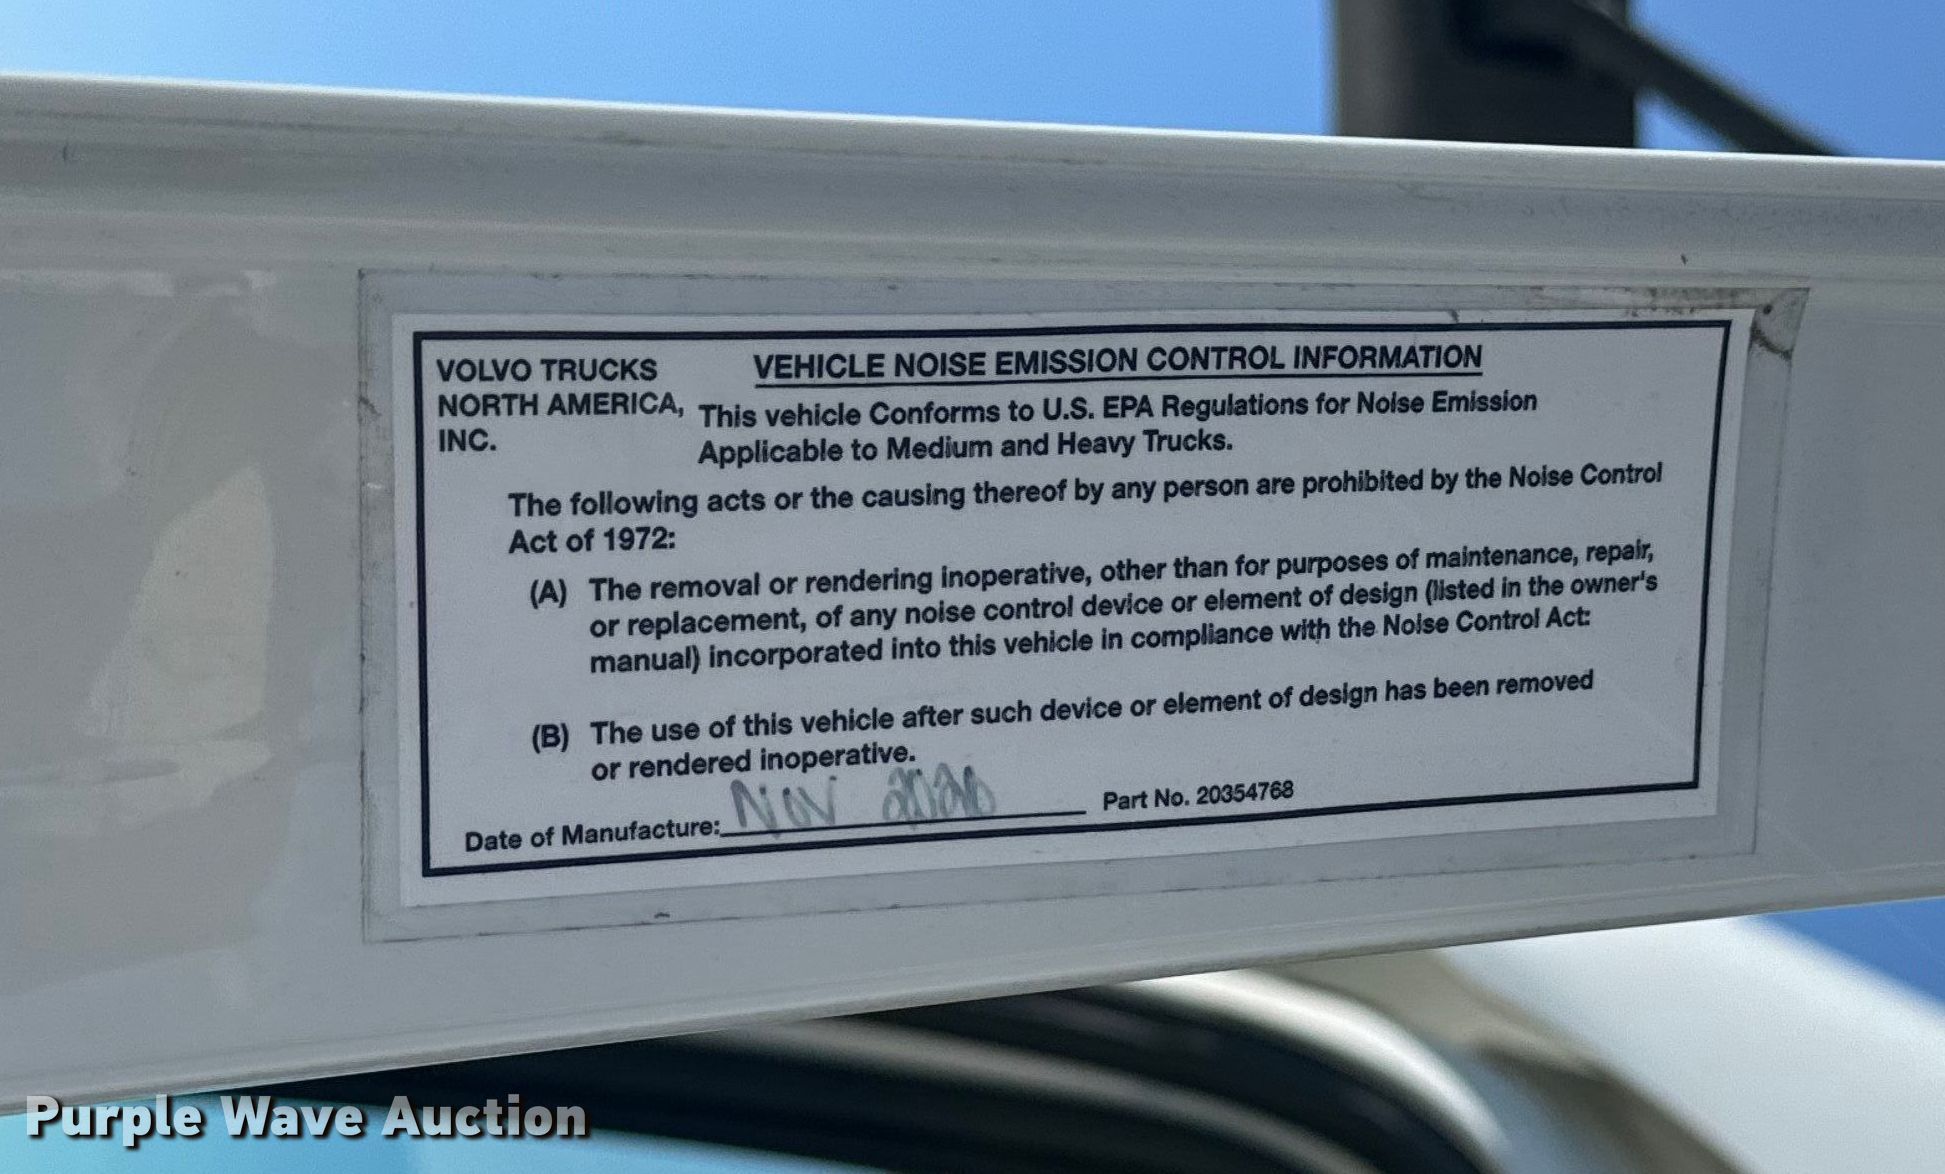 VOLVO TRUCKS
NORTH AMERICA,
INC.
VEHICLE NOISE EMISSION CONTROL INFORMATION
This vehicle Conforms to U.S. EPA Regulations for Noise Emission
Applicable to Medium and Heavy Trucks.
The following acts or the causing thereof by any person are prohibited by the Noise Control
Act of 1972:
(A) The removal or rendering inoperative, other than for purposes of maintenance, repair,
or replacement, of any noise control device or element of design (listed in the owner's
manual) incorporated into this vehicle in compliance with the Noise Control Act:
(B) The use of this vehicle after such device or element of design has been removed
or rendered inoperative.
Date of Manufacture: Nov 2020 Part No. 20354768
Purple Wave Auction